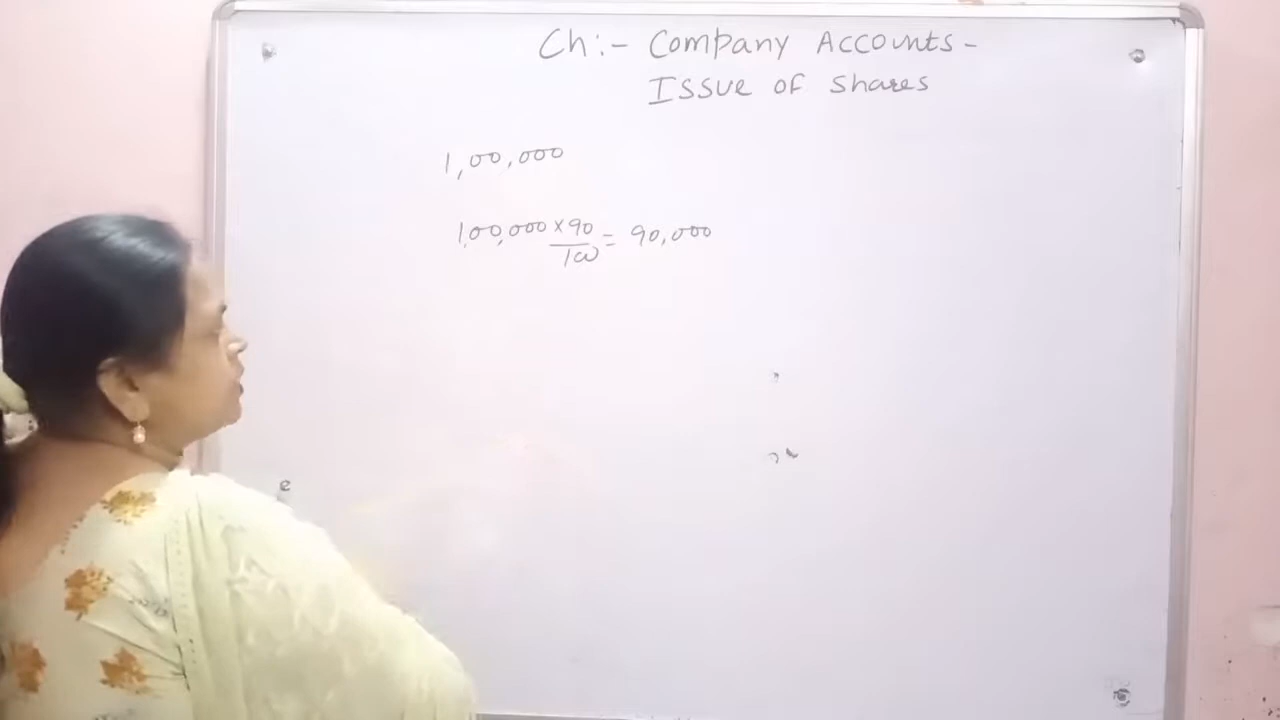 Ch:- Company Accounts-
Issue of Shares
1,00,000
1,00,000 x 90/100 = 90,000
e